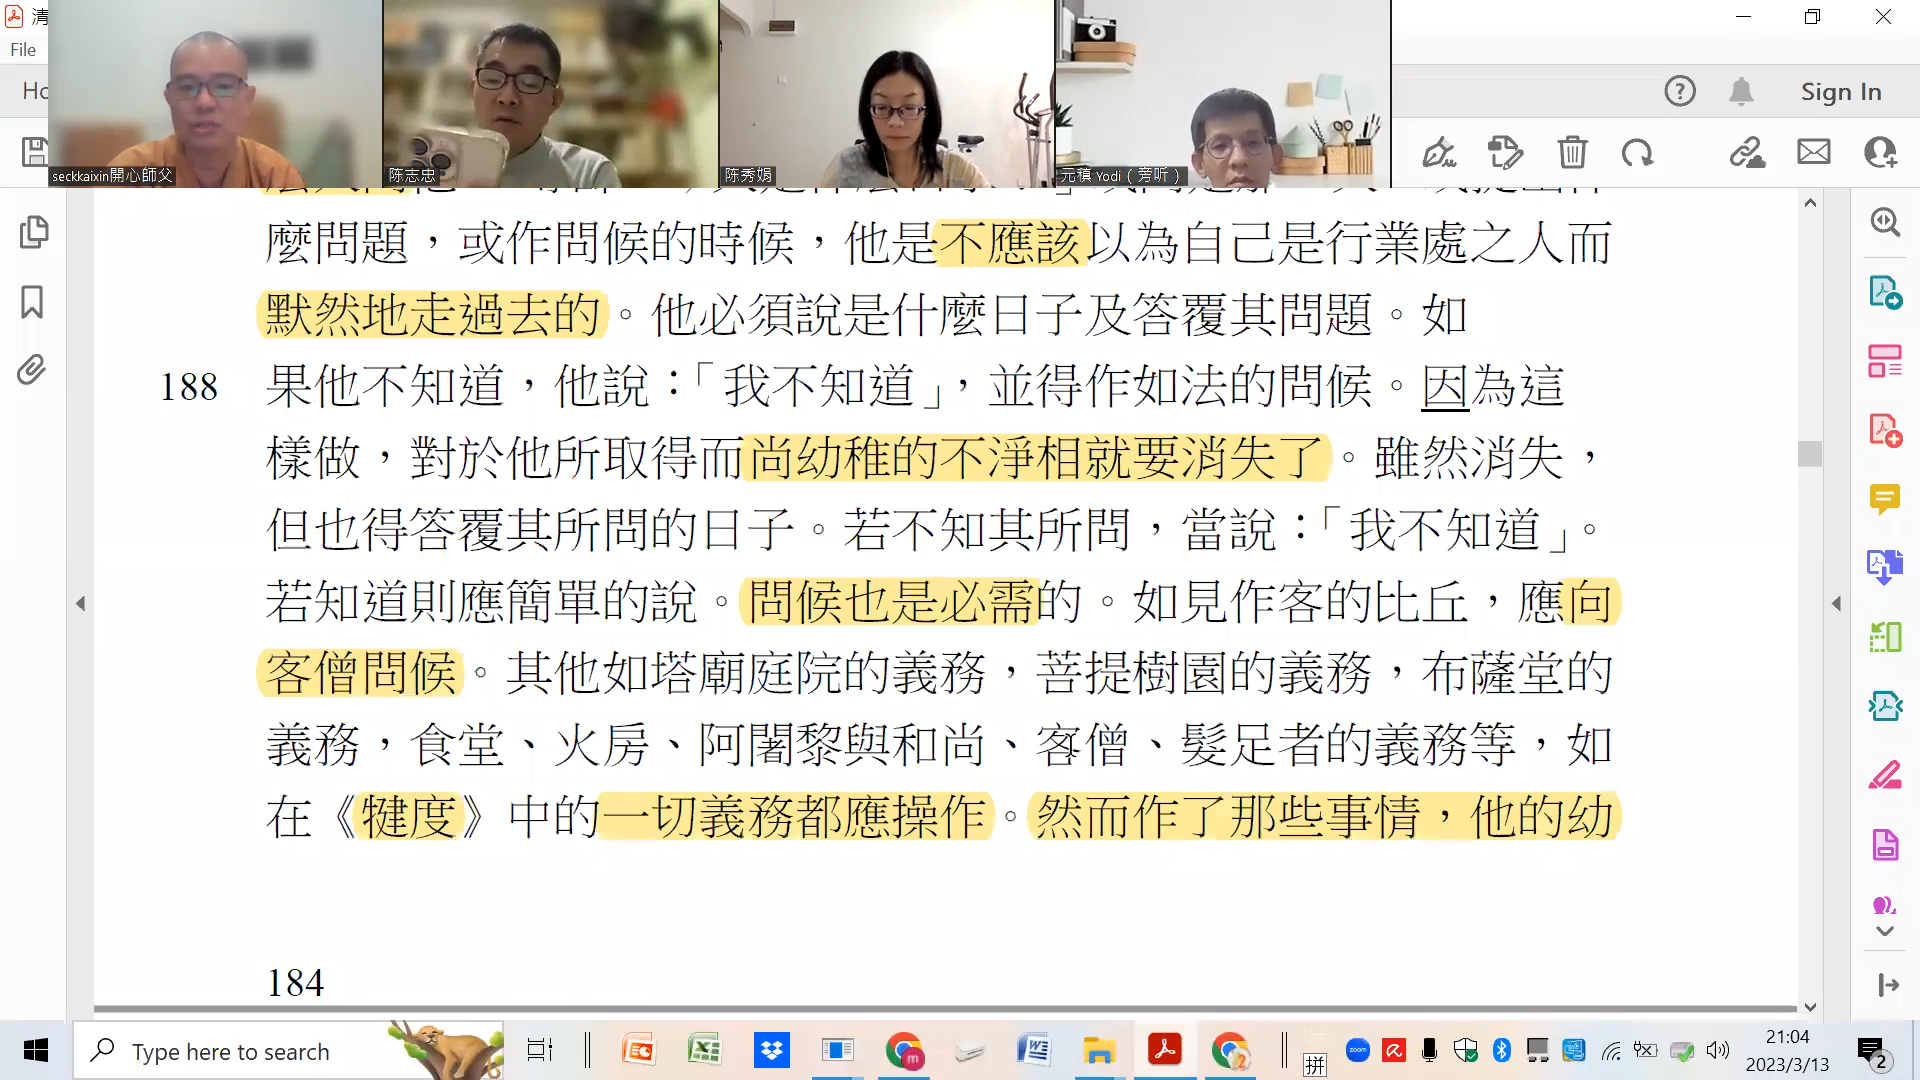 清
File
Sign In
seckkaixin開心師父
陈志忠
陈秀娟
元稹 Yodi（旁听）
麼問題，或作問候的時候，他是不應該以為自己是行業處之人而
默然地走過去的。他必須說是什麼日子及答覆其問題。如
188 果他不知道，他說：「我不知道」，並得作如法的問候。因為這
樣做，對於他所取得而尚幼稚的不淨相就要消失了。雖然消失，
但也得答覆其所問的日子。若不知其所問，當說：「我不知道」。
若知道則應簡單的說。問候也是必需的。如見作客的比丘，應向
客僧問候。其他如塔廟庭院的義務，菩提樹園的義務，布薩堂的
義務，食堂、火房、阿闍黎與和尚、客僧、髮足者的義務等，如
在《犍度》中的一切義務都應操作。然而作了那些事情，他的幼
184
Type here to search
拼
zoom
21:04
2023/3/13
2